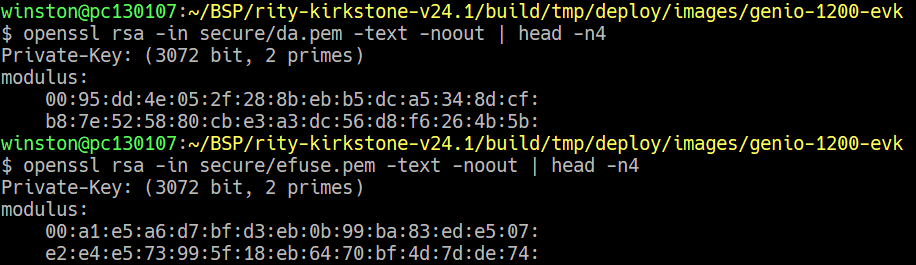 winston@pc130107:~/BSP/rity-kirkstone-v24.1/build/tmp/deploy/images/genio-1200-evk
$ openssl rsa -in secure/da.pem -text -noout | head -n4
Private-Key: (3072 bit, 2 primes)
modulus:
    00:95:dd:4e:05:2f:28:8b:eb:b5:dc:a5:34:8d:cf:
    b8:7e:52:58:80:cb:e3:a3:dc:56:d8:f6:26:4b:5b:
winston@pc130107:~/BSP/rity-kirkstone-v24.1/build/tmp/deploy/images/genio-1200-evk
$ openssl rsa -in secure/efuse.pem -text -noout | head -n4
Private-Key: (3072 bit, 2 primes)
modulus:
    00:a1:e5:a6:d7:bf:d3:eb:0b:99:ba:83:ed:e5:07:
    e2:e4:e5:73:99:5f:18:eb:64:70:bf:4d:7d:de:74: